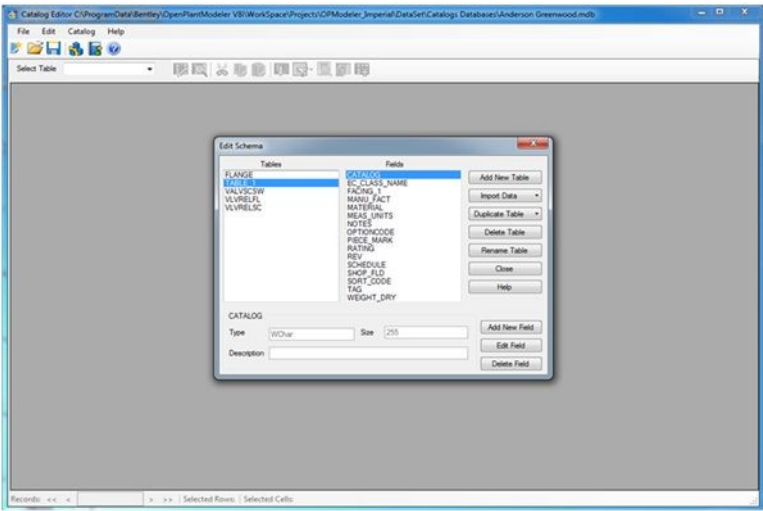 Catalog Editor C:\ProgramData\Bentley\OpenPlantModeler V8i\WorkSpace\Projects\OPModeler_Imperial\DataSet\Catalogs Databases\Anderson Greenwood.mdb
File Edit Catalog Help
Select Table
Edit Schema
Tables
FLANGE
TABLE_1
VALVSCSW
VLVRELFL
VLVRELSC
Fields
CATALOG
EC_CLASS_NAME
FACING_1
MANU_FACT
MATERIAL
MEAS_UNITS
NOTES
OPTIONCODE
PIECE_MARK
RATING
REV
SCHEDULE
SHOP_FLD
SORT_CODE
TAG
WEIGHT_DRY
Add New Table
Import Data
Duplicate Table
Delete Table
Rename Table
Close
Help
CATALOG
Type WChar Size 255
Description
Add New Field
Edit Field
Delete Field
Records: << < > >> Selected Rows: Selected Cells: